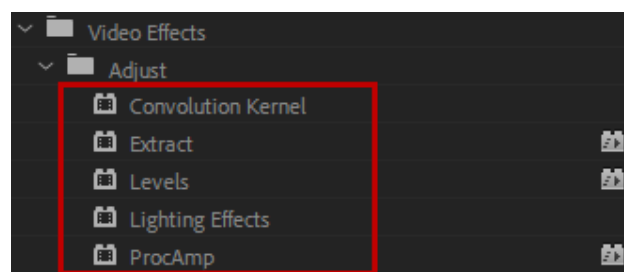 Video Effects
Adjust
Convolution Kernel
Extract
Levels
Lighting Effects
ProcAmp